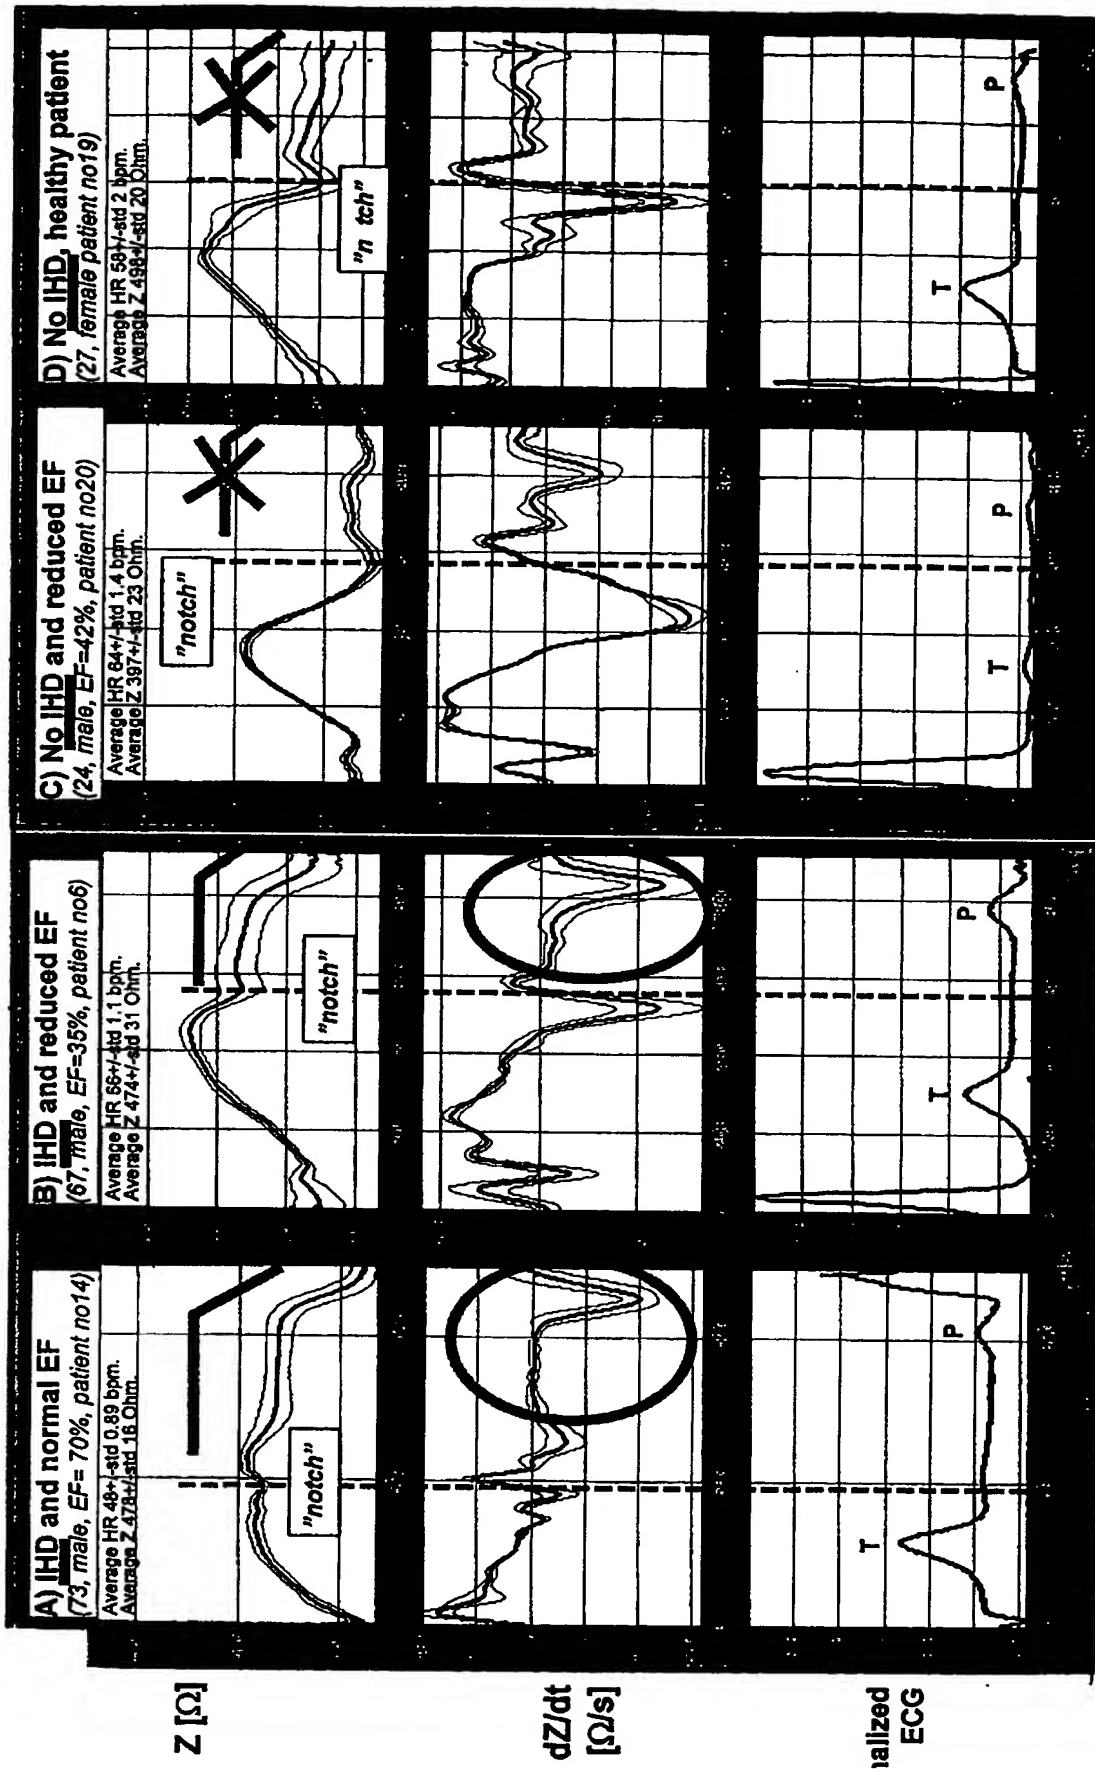 A) IHD and normal EF
(73, male, EF= 70%, patient no14)
Average HR 48+/-std 0.89 bpm.
Average Z 478+/-std 16 Ohm.
"notch"
B) IHD and reduced EF
(67, male, EF=35%, patient no6)
Average HR 66+/-std 1.1 bpm.
Average Z 474+/-std 31 Ohm.
"notch"
C) No IHD and reduced EF
(24, male, EF=42%, patient no20)
Average HR 64+/-std 1.4 bpm.
Average Z 397+/-std 23 Ohm.
"notch"
D) No IHD, healthy patient
(27, female patient no19)
Average HR 58+/-std 2 bpm.
Average Z 498+/-std 20 Ohm.
"n tch"
Z [Ω]
dZ/dt
[Ω/s]
alized
ECG
T
P
T
P
T
P
T
P